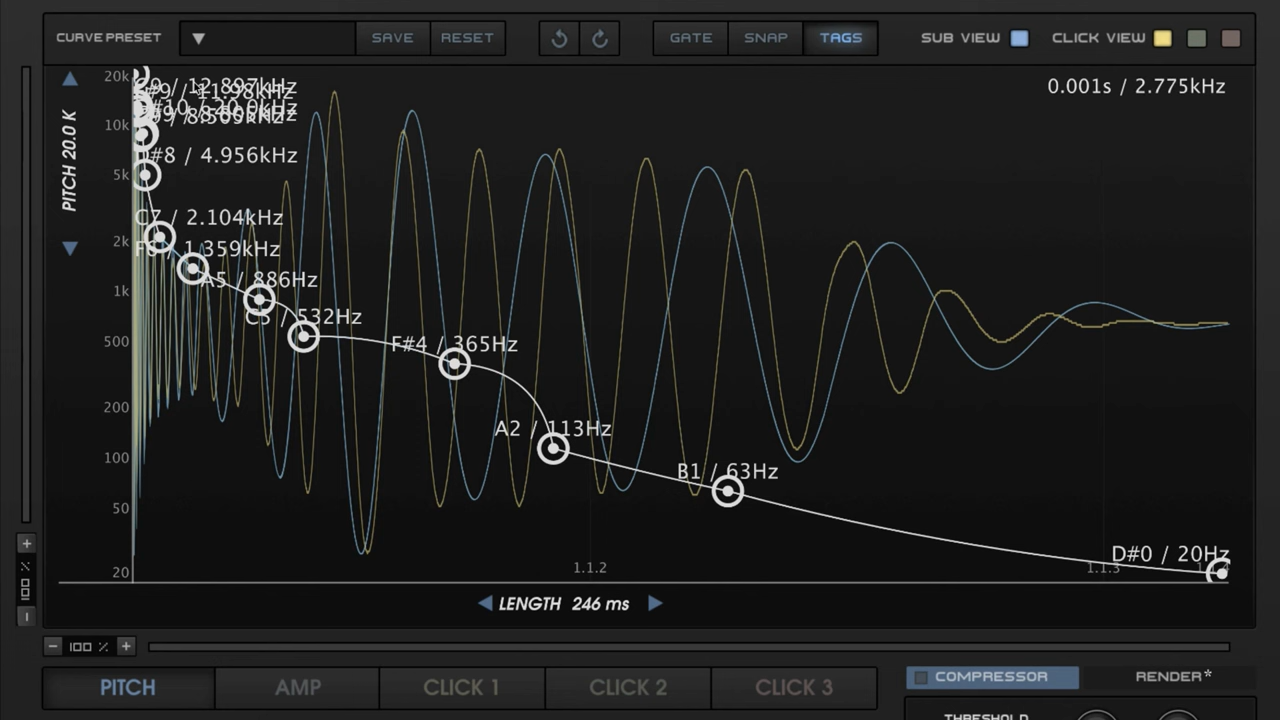 CURVE PRESET ▼ SAVE RESET GATE SNAP TAGS SUB VIEW CLICK VIEW
0.001s / 2.775kHz
PITCH 20.0 K
20k
10k
5k
2k
1k
500
200
100
50
20
/ 12.897kHz
D#8 / 4.956kHz
C7 / 2.104kHz
/ 1.359kHz
A5 / 886Hz
C5 / 532Hz
F#4 / 365Hz
A2 / 113Hz
B1 / 63Hz
D#0 / 20Hz
1.1.2
1.1.3
LENGTH 246 ms
+
%
−
− 100 % +
PITCH AMP CLICK 1 CLICK 2 CLICK 3
COMPRESSOR RENDER*
THRESHOLD